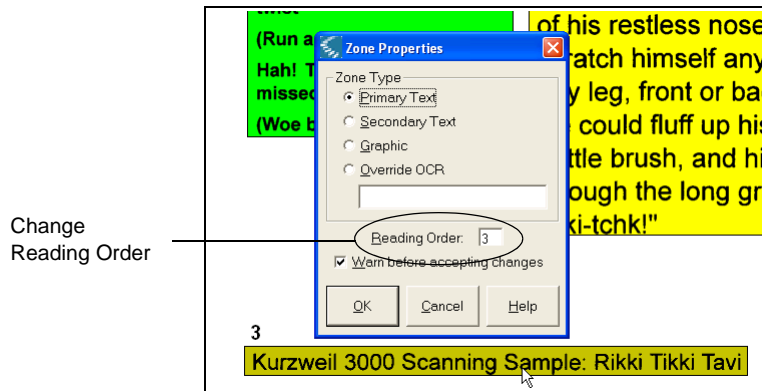 (Run a
Hah! T
missed
(Woe b
of his restless nose
ratch himself any
y leg, front or ba
could fluff up his
ttle brush, and hi
ough the long gr
ki-tchk!"
Zone Properties
Zone Type
Primary Text
Secondary Text
Graphic
Override OCR
Reading Order: 3
Warn before accepting changes
OK Cancel Help
Change
Reading Order
3
Kurzweil 3000 Scanning Sample: Rikki Tikki Tavi